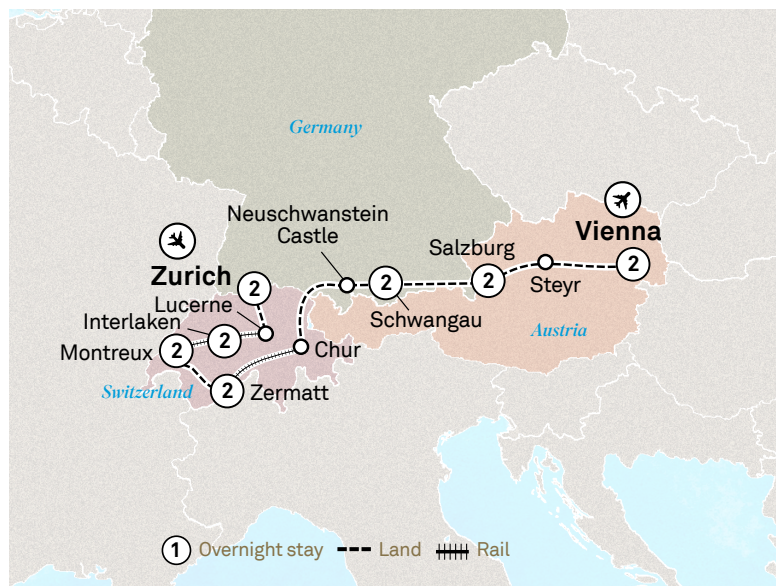 Germany
Neuschwanstein
Castle
Vienna
Zurich
2
Salzburg
2
2
2
Steyr
Lucerne
Schwangau
Interlaken
2
Austria
Montreux
2
Chur
Switzerland
2
Zermatt
1 Overnight stay Land Rail